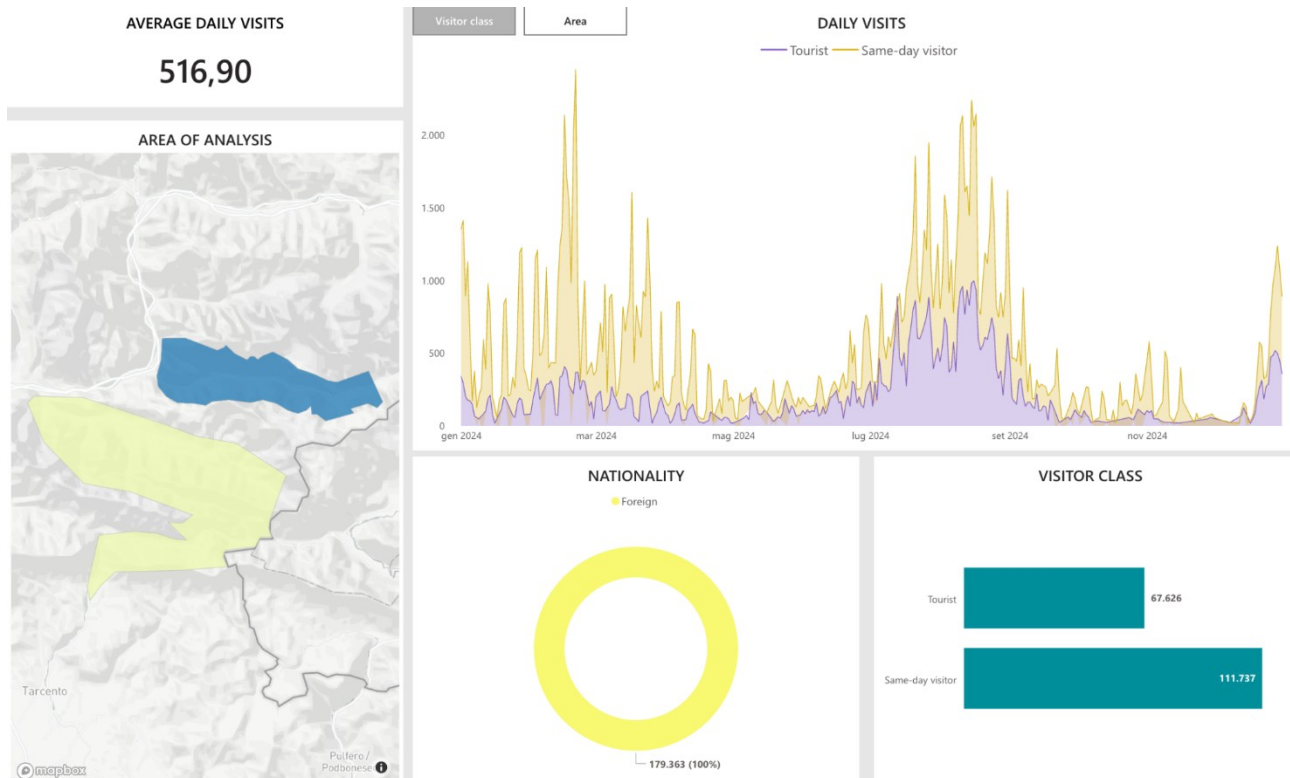 AVERAGE DAILY VISITS
516,90
AREA OF ANALYSIS
Tarcento
Pulfero /
Podbonesec
mapbox
Visitor class
Area
DAILY VISITS
Tourist
Same-day visitor
2.000
1.500
1.000
500
0
gen 2024
mar 2024
mag 2024
lug 2024
set 2024
nov 2024
NATIONALITY
Foreign
179.363 (100%)
VISITOR CLASS
Tourist
67.626
Same-day visitor
111.737